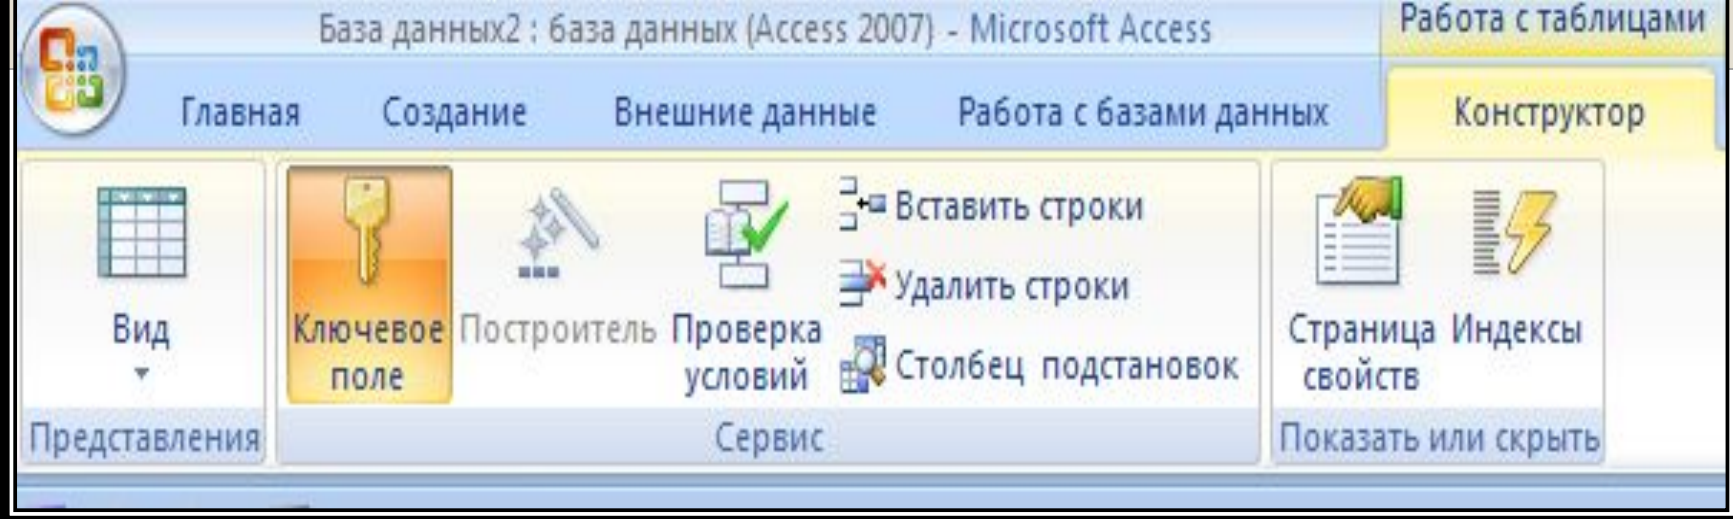 База данных2 : база данных (Access 2007) - Microsoft Access
Работа с таблицами
Главная Создание Внешние данные Работа с базами данных Конструктор
Вид
Ключевое
поле
Построитель
Проверка
условий
Вставить строки
Удалить строки
Столбец подстановок
Страница
свойств
Индексы
Представления
Сервис
Показать или скрыть